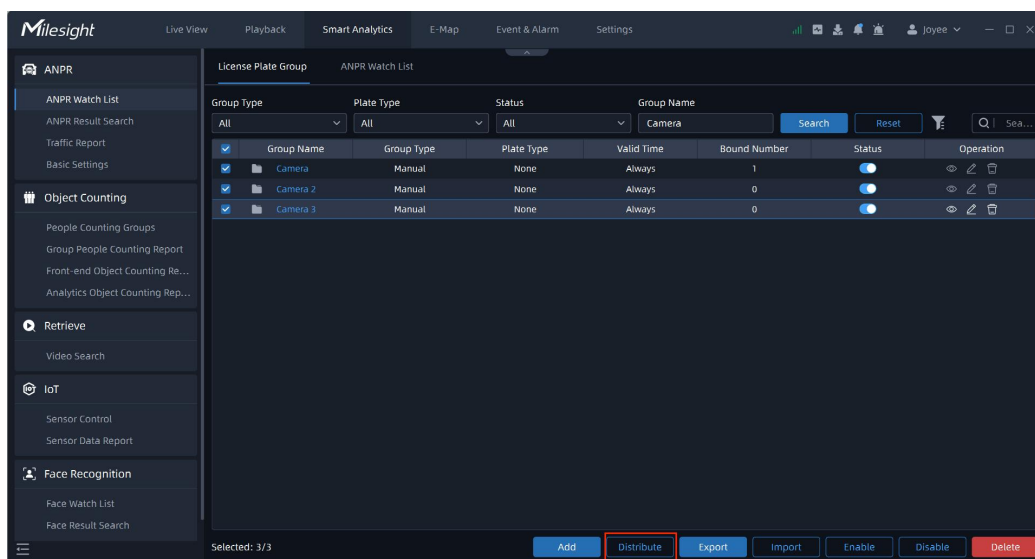 Milesight Live View Playback Smart Analytics E-Map Event & Alarm Settings Joyee
ANPR
ANPR Watch List
ANPR Result Search
Traffic Report
Basic Settings
Object Counting
People Counting Groups
Group People Counting Report
Front-end Object Counting Re...
Analytics Object Counting Rep...
Retrieve
Video Search
IoT
Sensor Control
Sensor Data Report
Face Recognition
Face Watch List
Face Result Search
License Plate Group ANPR Watch List
Group Type Plate Type Status Group Name
All All All Camera Search Reset Sea...
Group Name Group Type Plate Type Valid Time Bound Number Status Operation
Camera Manual None Always 1
Camera 2 Manual None Always 0
Camera 3 Manual None Always 0
Selected: 3/3 Add Distribute Export Import Enable Disable Delete